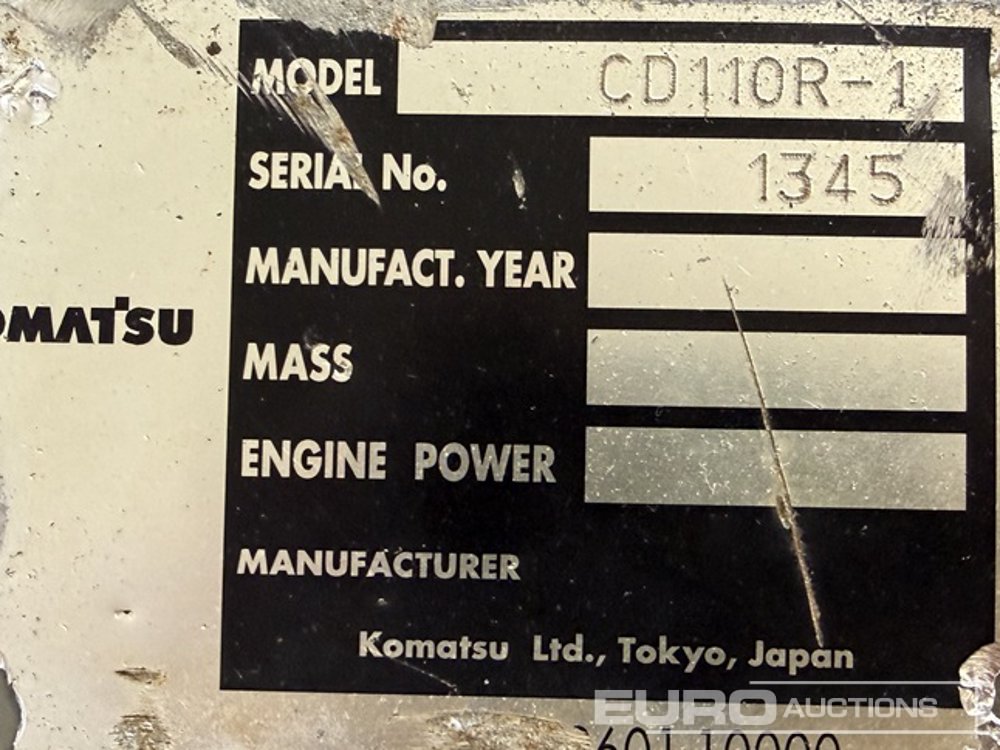 MODEL CD110R-1
SERIAL No. 1345
MANUFACT. YEAR
OMATSU
MASS
ENGINE POWER
MANUFACTURER
Komatsu Ltd., Tokyo, Japan
EURO AUCTIONS